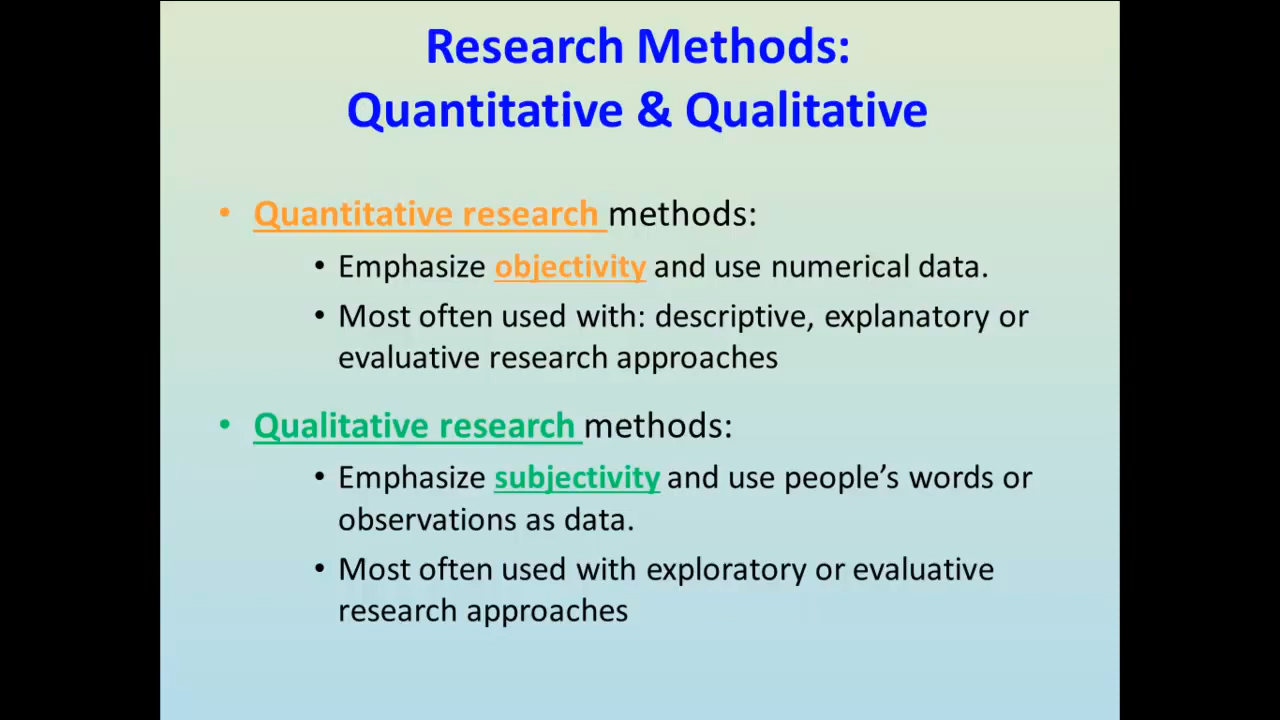 Research Methods:
Quantitative & Qualitative
• Quantitative research methods:
• Emphasize objectivity and use numerical data.
• Most often used with: descriptive, explanatory or
evaluative research approaches
• Qualitative research methods:
• Emphasize subjectivity and use people’s words or
observations as data.
• Most often used with exploratory or evaluative
research approaches